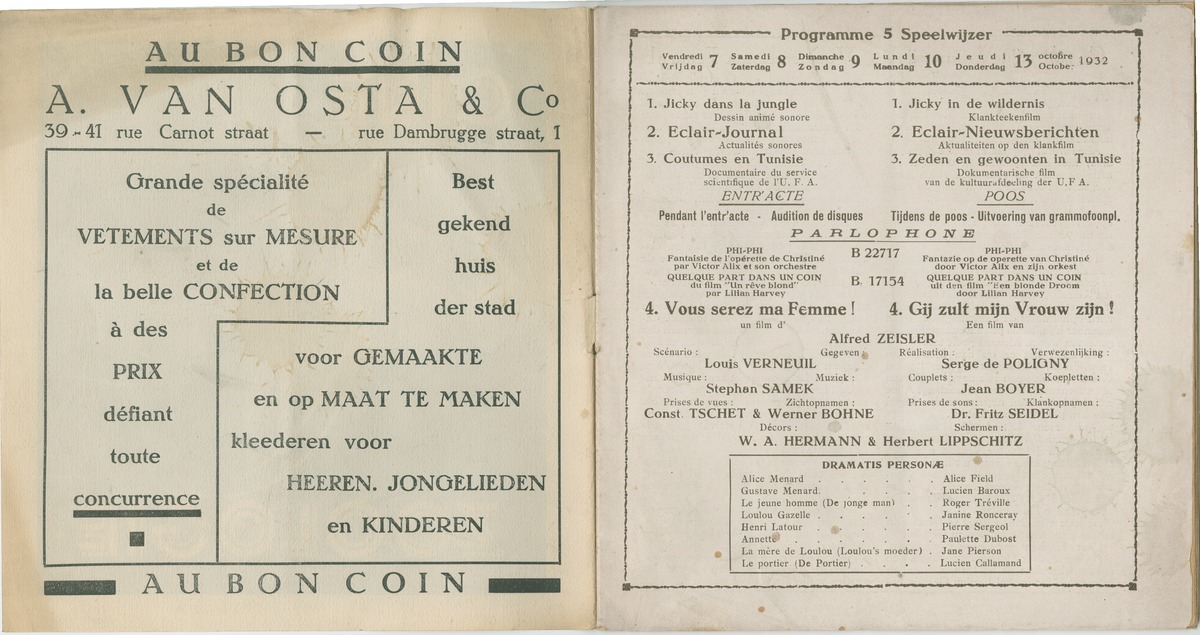 AU BON COIN
A. VAN OSTA & Co
39-41 rue Carnot straat — rue Dambrugge straat, 1
Grande spécialité
de
VETEMENTS sur MESURE
et de
la belle CONFECTION
à des
PRIX
défiant
toute
concurrence
Best
gekend
huis
der stad
voor GEMAAKTE
en op MAAT TE MAKEN
kleederen voor
HEEREN. JONGELIEDEN
en KINDEREN
AU BON COIN
Programme 5 Speelwijzer
Vendredi 7 Samedi 8 Dimanche 9 Lundi 10 Jeudi 13 octobre 1932
Vrijdag Zaterdag Zondag Maandag Donderdag Octobe:
1. Jicky dans la jungle
Dessin animé sonore
2. Eclair-Journal
Actualités sonores
3. Coutumes en Tunisie
Documentaire du service
scientifique de l'U. F. A.
ENTR'ACTE
Pendant l'entr'acte - Audition de disques
1. Jicky in de wildernis
Klankteekenfilm
2. Eclair-Nieuwsberichten
Aktualiteiten op den klankfilm
3. Zeden en gewoonten in Tunisie
Dokumentarische film
van de kultuurafdeeling der U,F A.
POOS
Tijdens de poos - Uitvoering van grammofoonpl.
PARLOPHONE
PHI-PHI B 22717 PHI-PHI
Fantaisie de l'opérette de Christiné Fantazie op de operette van Christiné
par Victor Alix et son orchestre door Victor Alix en zijn orkest
QUELQUE PART DANS UN COIN B. 17154 QUELQUE PART DANS UN COIN
du film "Un rêve blond" uit den film "Een blonde Droom
par Lilian Harvey door Lilian Harvey
4. Vous serez ma Femme ! 4. Gij zult mijn Vrouw zijn !
un film d' Een film van
Alfred ZEISLER
Scénario : Gegeven : Réalisation : Verwezenlijking :
Louis VERNEUIL Serge de POLIGNY
Musique : Muziek : Couplets : Koepletten :
Stephan SAMEK Jean BOYER
Prises de vues : Zichtopnamen : Prises de sons : Klankopnamen :
Const. TSCHET & Werner BOHNE Dr. Fritz SEIDEL
Décors : Schermen :
W. A. HERMANN & Herbert LIPPSCHITZ
DRAMATIS PERSONÆ
Alice Menard . . . . . Alice Field
Gustave Menard. . . . . Lucien Baroux
Le jeune homme (De jonge man) . . Roger Tréville
Loulou Gazelle . . . . . Janine Ronceray
Henri Latour . . . . . Pierre Sergeol
Annette . . . . . Paulette Dubost
La mère de Loulou (Loulou's moeder) . Jane Pierson
Le portier (De Portier) . . . . Lucien Callamand